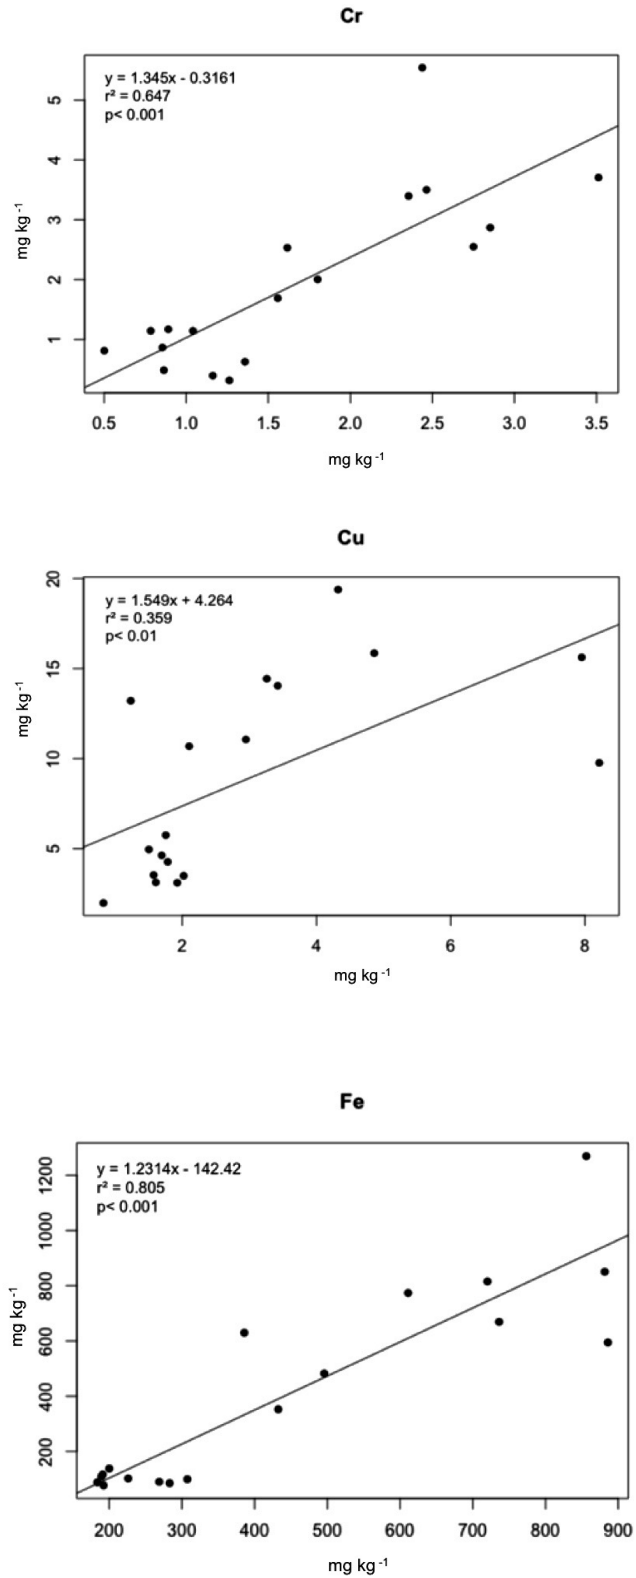 Cr
y = 1.345x - 0.3161
r² = 0.647
p< 0.001
5
4
3
2
1
mg kg⁻¹
0.5 1.0 1.5 2.0 2.5 3.0 3.5
mg kg⁻¹
Cu
y = 1.549x + 4.264
r² = 0.359
p< 0.01
20
15
10
5
mg kg⁻¹
2 4 6 8
mg kg⁻¹
Fe
y = 1.2314x - 142.42
r² = 0.805
p< 0.001
1200
1000
800
600
400
200
mg kg⁻¹
200 300 400 500 600 700 800 900
mg kg⁻¹